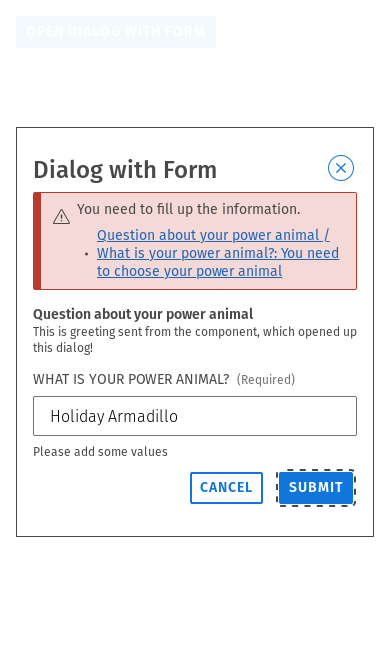 OPEN DIALOG WITH FORM
Dialog with Form
You need to fill up the information.
Question about your power animal /
What is your power animal?: You need
to choose your power animal
Question about your power animal
This is greeting sent from the component, which opened up
this dialog!
WHAT IS YOUR POWER ANIMAL? (Required)
Holiday Armadillo
Please add some values
CANCEL
SUBMIT